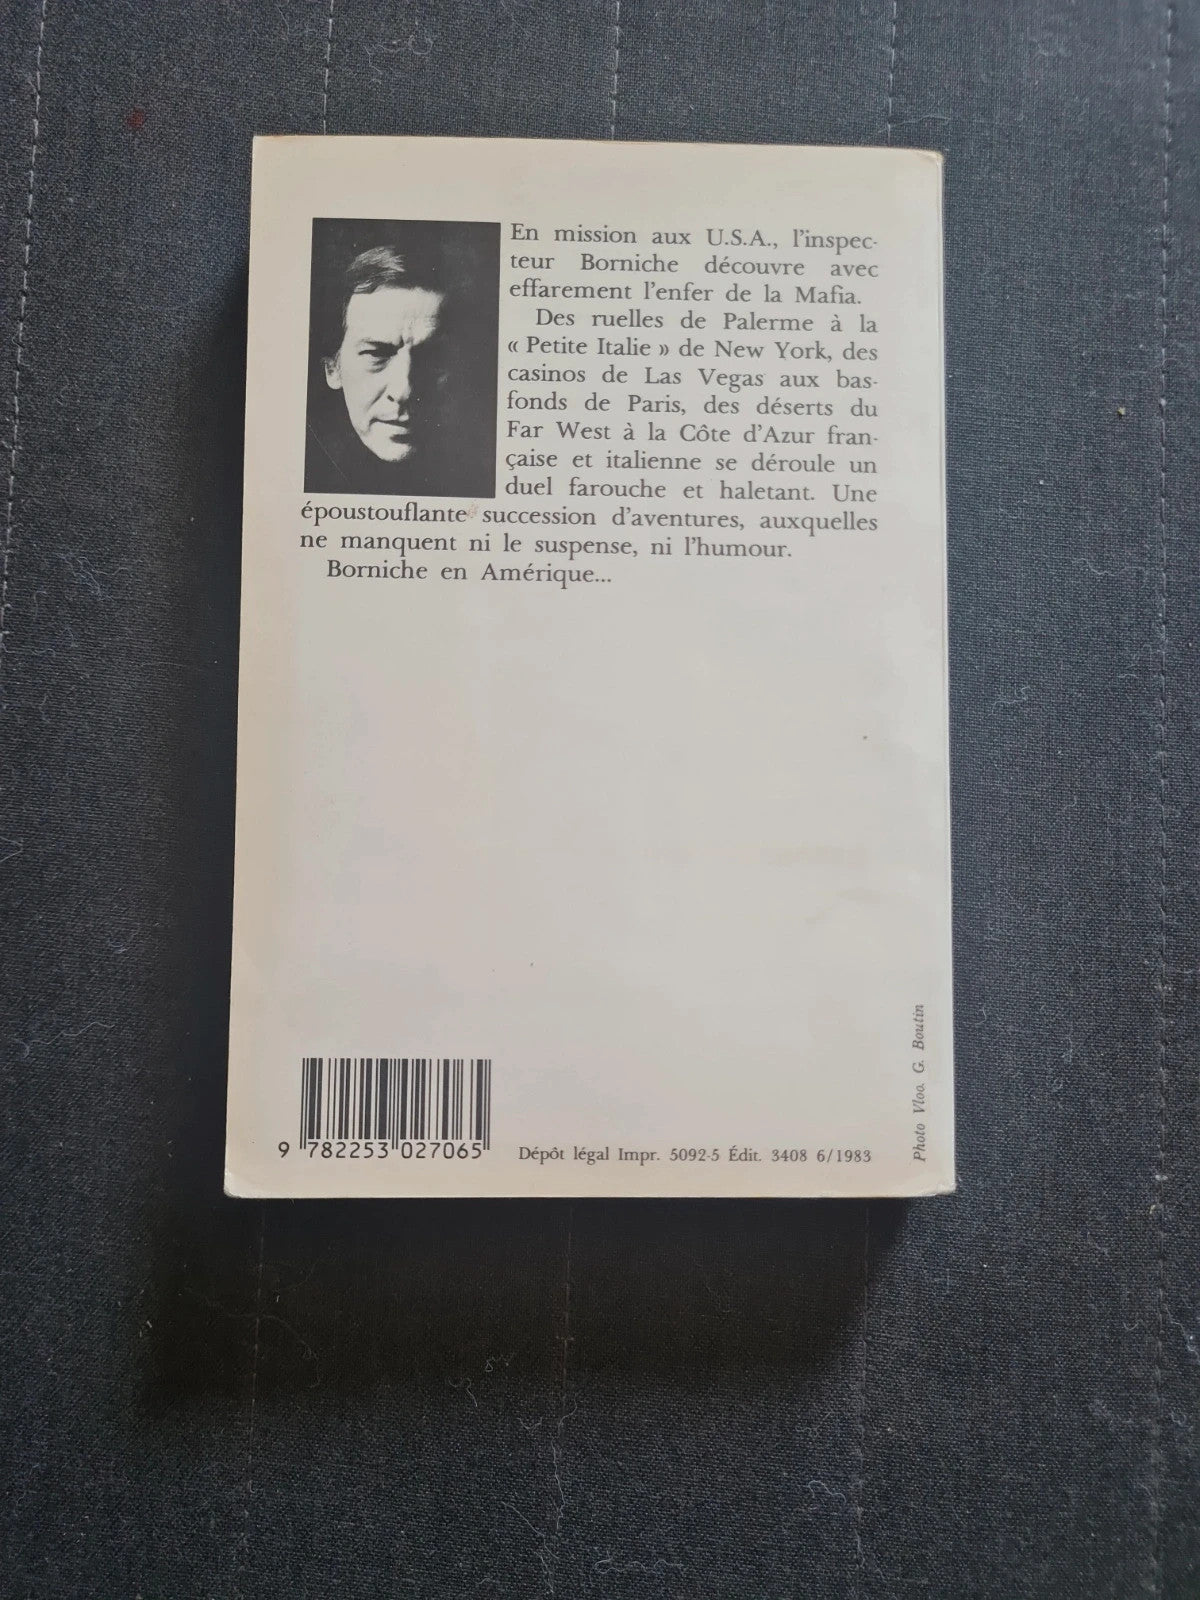 En mission aux U.S.A., l'inspec-
teur Borniche découvre avec
effarement l'enfer de la Mafia.
Des ruelles de Palerme à la
« Petite Italie » de New York, des
casinos de Las Vegas aux bas-
fonds de Paris, des déserts du
Far West à la Côte d'Azur fran-
çaise et italienne se déroule un
duel farouche et haletant. Une
époustouflante succession d'aventures, auxquelles
ne manquent ni le suspense, ni l'humour.
Borniche en Amérique...
Photo Vloo. G. Boutin
9 782253 027065
Dépôt légal Impr. 5092-5 Édit. 3408 6/1983